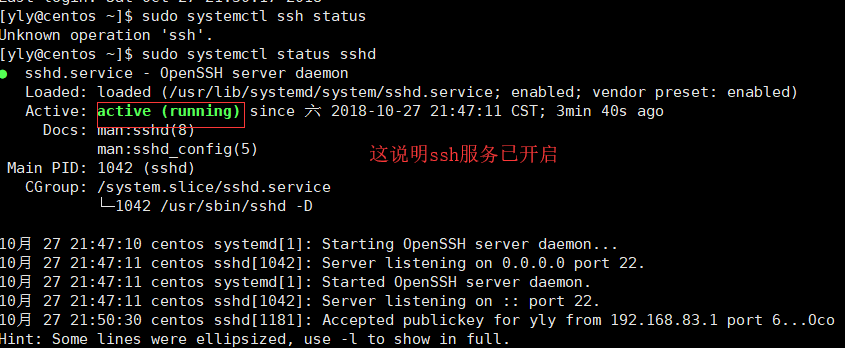 [yly@centos ~]$ sudo systemctl ssh status
Unknown operation 'ssh'.
[yly@centos ~]$ sudo systemctl status sshd
● sshd.service - OpenSSH server daemon
Loaded: loaded (/usr/lib/systemd/system/sshd.service; enabled; vendor preset: enabled)
Active: active (running) since 六 2018-10-27 21:47:11 CST; 3min 40s ago
Docs: man:sshd(8)
man:sshd_config(5)
这说明ssh服务已开启
Main PID: 1042 (sshd)
CGroup: /system.slice/sshd.service
└─1042 /usr/sbin/sshd -D
10月 27 21:47:10 centos systemd[1]: Starting OpenSSH server daemon...
10月 27 21:47:11 centos sshd[1042]: Server listening on 0.0.0.0 port 22.
10月 27 21:47:11 centos systemd[1]: Started OpenSSH server daemon.
10月 27 21:47:11 centos sshd[1042]: Server listening on :: port 22.
10月 27 21:50:30 centos sshd[1181]: Accepted publickey for yly from 192.168.83.1 port 6...Oco
Hint: Some lines were ellipsized, use -l to show in full.